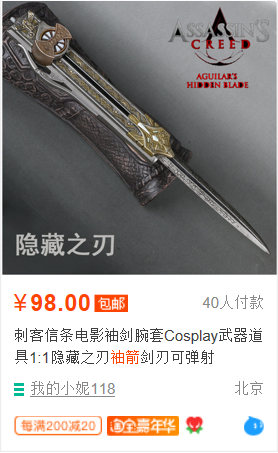 ASSASSIN'S
CREED
AGUILAR'S
HIDDEN BLADE
隐藏之刃
¥98.00 包邮 40人付款
刺客信条电影袖剑腕套Cosplay武器道
具1:1隐藏之刃袖箭剑刃可弹射
我的小妮118 北京
每满200减20 淘金嘉年华